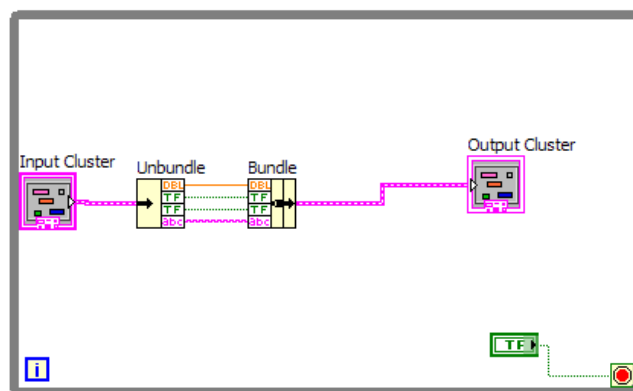 Input Cluster
Unbundle
Bundle
Output Cluster
DBL DBL
TF TF
TF TF
abc abc
TF
i